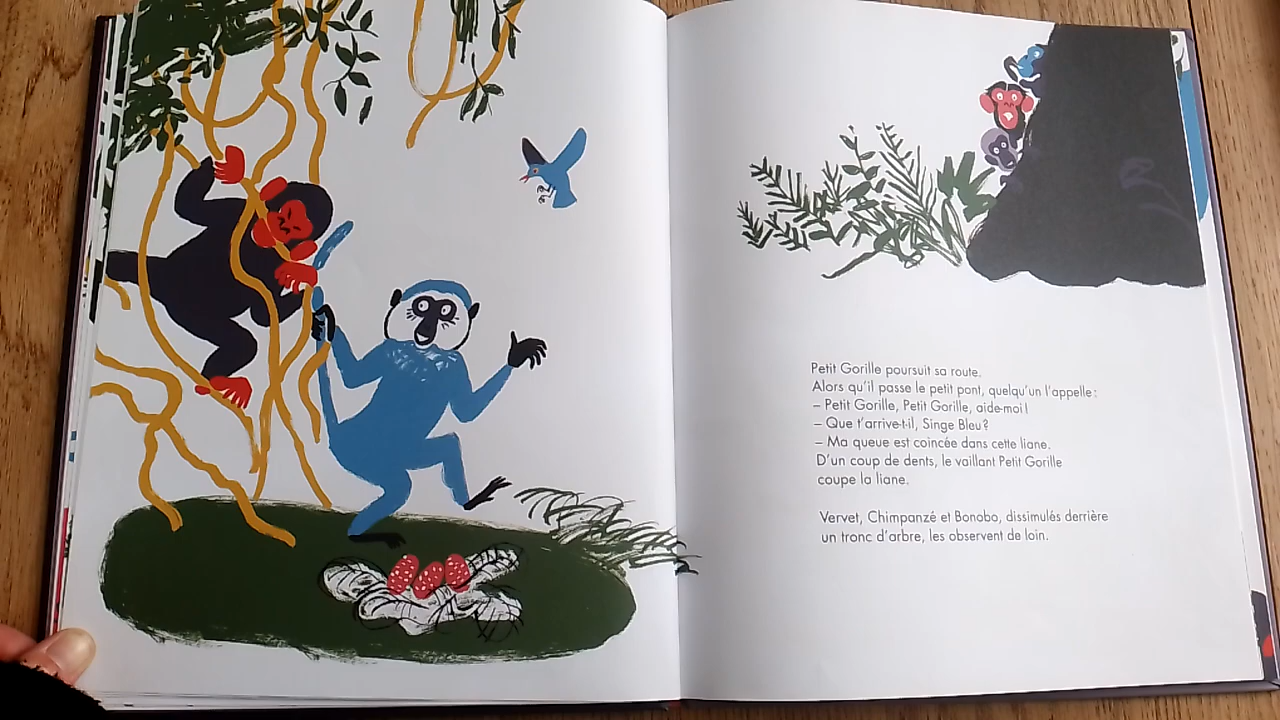 Petit Gorille poursuit sa route.
Alors qu'il passe le petit pont, quelqu'un l'appelle :
– Petit Gorille, Petit Gorille, aide-moi !
– Que t'arrive-t-il, Singe Bleu ?
– Ma queue est coincée dans cette liane.
D'un coup de dents, le vaillant Petit Gorille
coupe la liane.
Vervet, Chimpanzé et Bonobo, dissimulés derrière
un tronc d'arbre, les observent de loin.